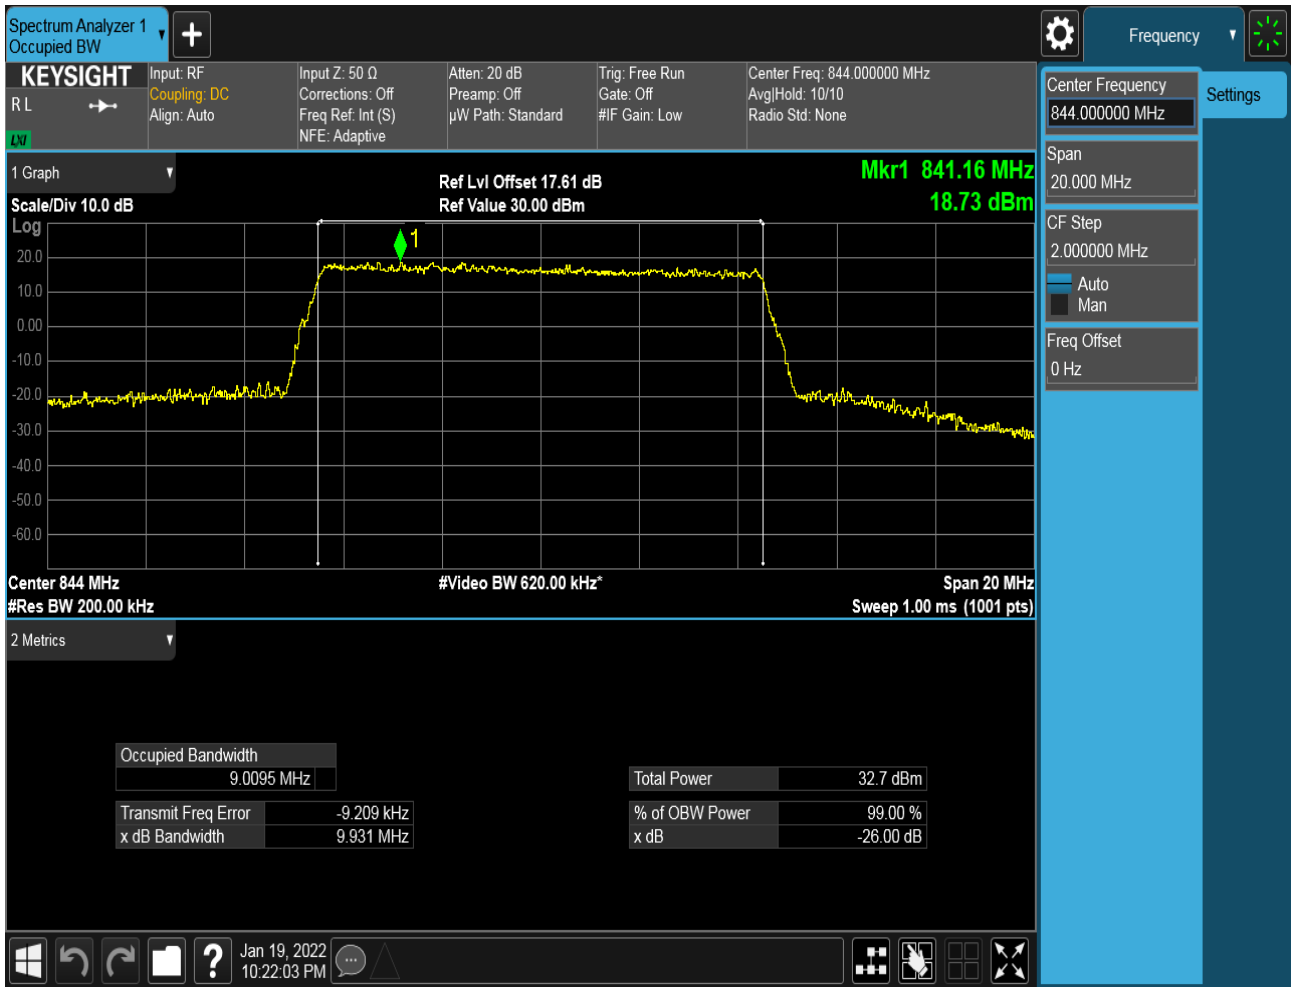 Spectrum Analyzer 1
Occupied BW
Frequency
KEYSIGHT
R L
LXI
Input: RF
Coupling: DC
Align: Auto
Input Z: 50 Ω
Corrections: Off
Freq Ref: Int (S)
NFE: Adaptive
Atten: 20 dB
Preamp: Off
µW Path: Standard
Trig: Free Run
Gate: Off
#IF Gain: Low
Center Freq: 844.000000 MHz
Avg|Hold: 10/10
Radio Std: None
Center Frequency
844.000000 MHz
Settings
Span
20.000 MHz
CF Step
2.000000 MHz
Auto
Man
Freq Offset
0 Hz
1 Graph
Scale/Div 10.0 dB
Ref Lvl Offset 17.61 dB
Ref Value 30.00 dBm
Mkr1 841.16 MHz
18.73 dBm
Log
1
20.0
10.0
0.00
-10.0
-20.0
-30.0
-40.0
-50.0
-60.0
Center 844 MHz
#Video BW 620.00 kHz*
Span 20 MHz
#Res BW 200.00 kHz
Sweep 1.00 ms (1001 pts)
2 Metrics
Occupied Bandwidth
9.0095 MHz
Total Power 32.7 dBm
Transmit Freq Error -9.209 kHz
% of OBW Power 99.00 %
x dB Bandwidth 9.931 MHz
x dB -26.00 dB
?
Jan 19, 2022
10:22:03 PM